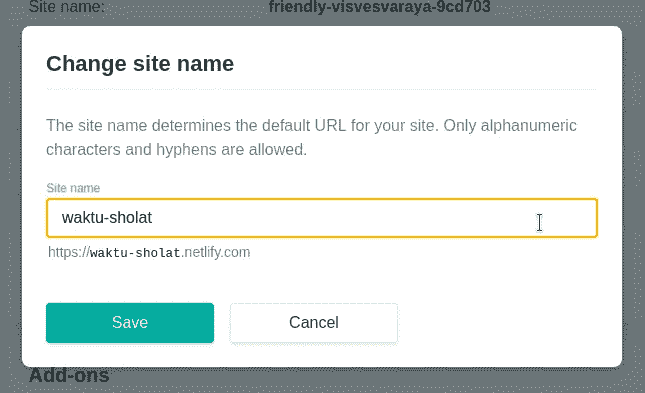 Site name: friendly-visvesvaraya-9cd703
Change site name
The site name determines the default URL for your site. Only alphanumeric
characters and hyphens are allowed.
Site name
waktu-sholat
https://waktu-sholat.netlify.com
Save Cancel
Add-ons